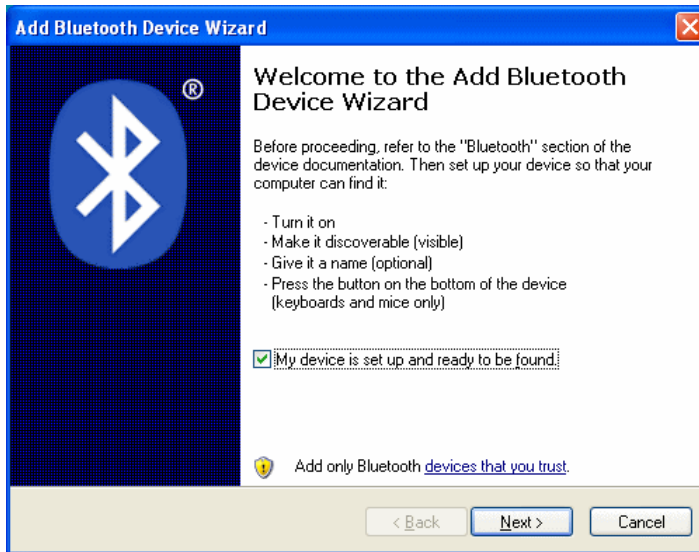 Add Bluetooth Device Wizard
®
Welcome to the Add Bluetooth
Device Wizard
Before proceeding, refer to the "Bluetooth" section of the
device documentation. Then set up your device so that your
computer can find it:
- Turn it on
- Make it discoverable (visible)
- Give it a name (optional)
- Press the button on the bottom of the device
(keyboards and mice only)
My device is set up and ready to be found.
Add only Bluetooth devices that you trust.
< Back Next > Cancel